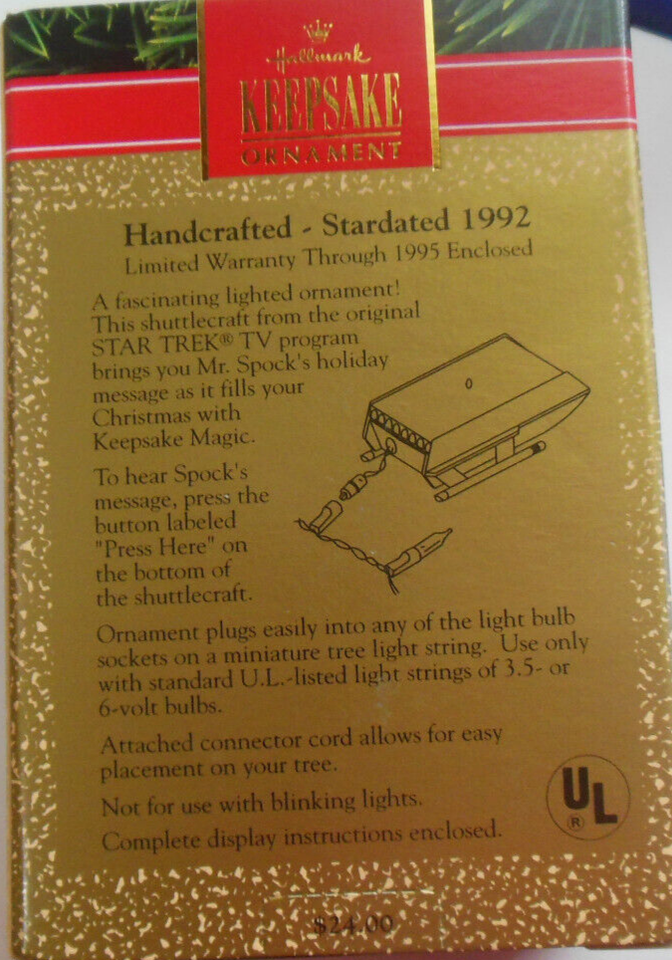 Hallmark
KEEPSAKE
ORNAMENT
Handcrafted - Stardated 1992
Limited Warranty Through 1995 Enclosed
A fascinating lighted ornament!
This shuttlecraft from the original
STAR TREK® TV program
brings you Mr. Spock's holiday
message as it fills your
Christmas with
Keepsake Magic.
To hear Spock's
message, press the
button labeled
"Press Here" on
the bottom of
the shuttlecraft.
Ornament plugs easily into any of the light bulb
sockets on a miniature tree light string. Use only
with standard U.L.-listed light strings of 3.5- or
6-volt bulbs.
Attached connector cord allows for easy
placement on your tree.
Not for use with blinking lights.
Complete display instructions enclosed.
UL
®
$24.00